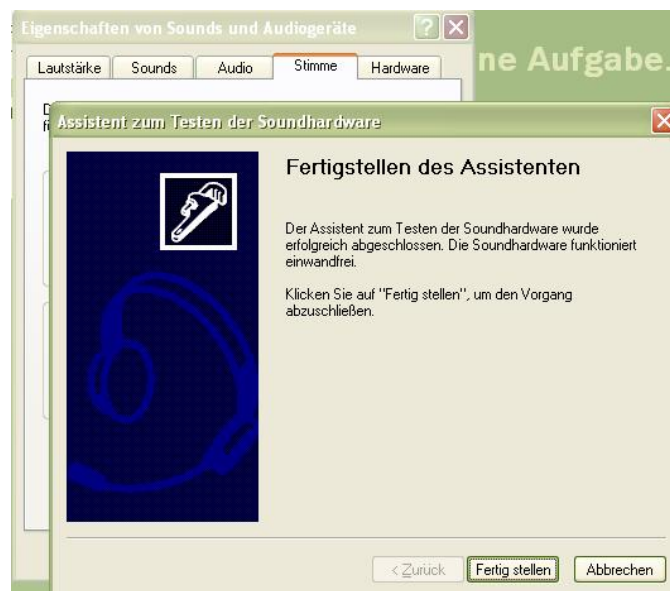 Eigenschaften von Sounds und Audiogeräte
ne Aufgabe.
Lautstärke Sounds Audio Stimme Hardware
Assistent zum Testen der Soundhardware
Fertigstellen des Assistenten
Der Assistent zum Testen der Soundhardware wurde
erfolgreich abgeschlossen. Die Soundhardware funktioniert
einwandfrei.
Klicken Sie auf "Fertig stellen", um den Vorgang
abzuschließen.
< Zurück Fertig stellen Abbrechen